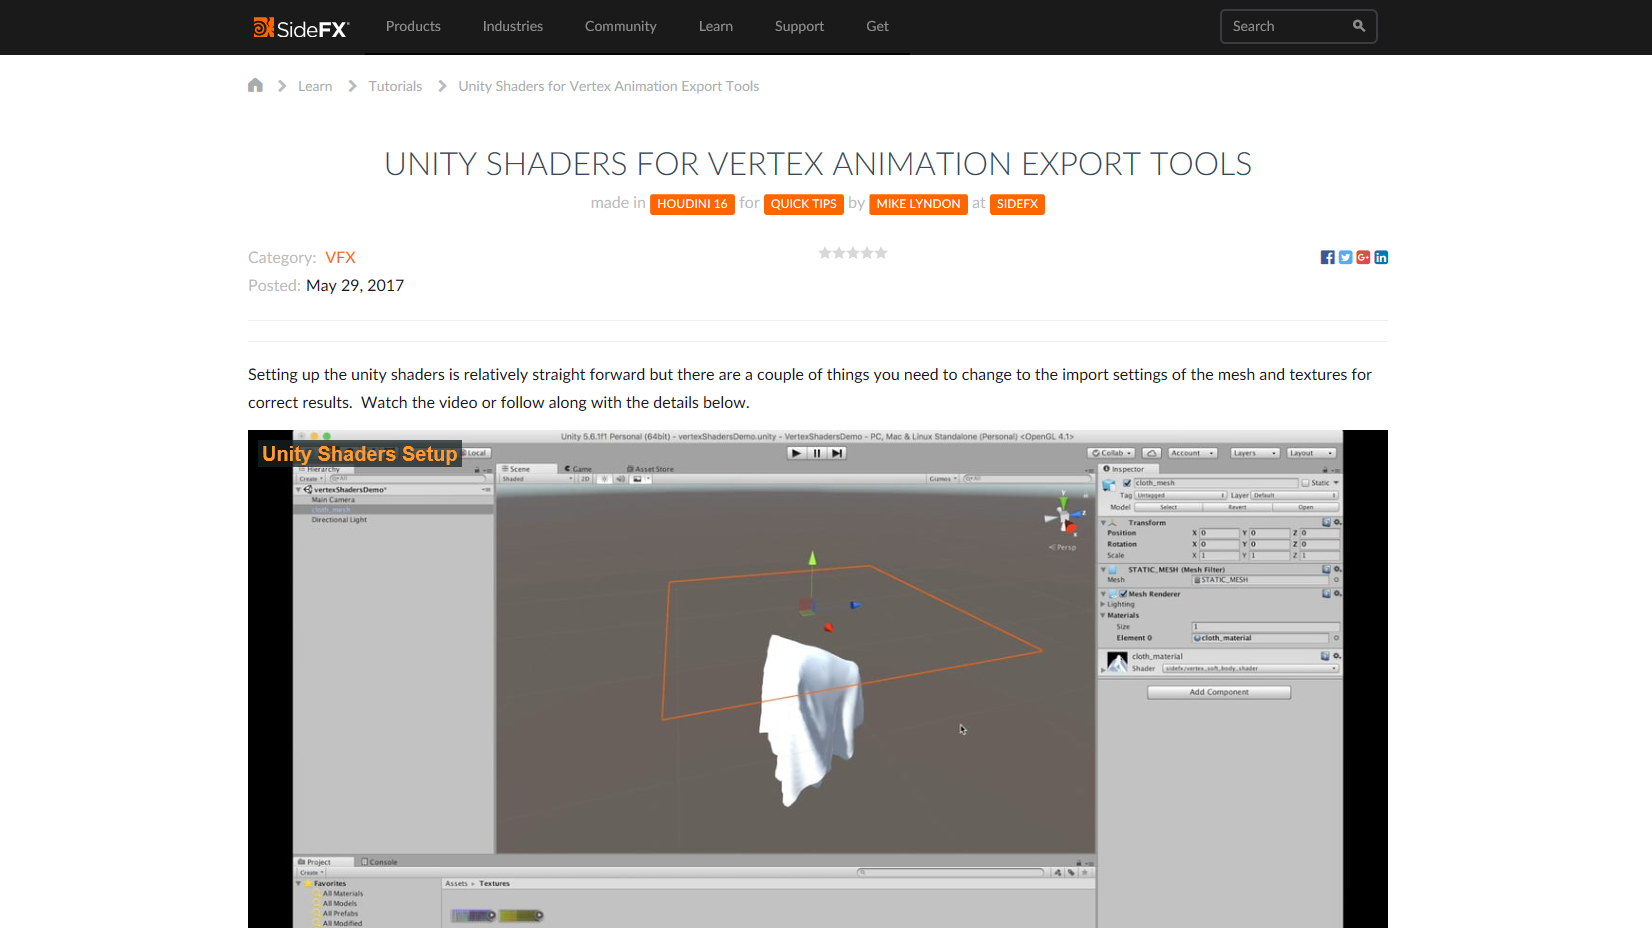 SideFX Products Industries Community Learn Support Get Search
Learn Tutorials Unity Shaders for Vertex Animation Export Tools
UNITY SHADERS FOR VERTEX ANIMATION EXPORT TOOLS
made in HOUDINI 16 for QUICK TIPS by MIKE LYNDON at SIDEFX
Category: VFX
Posted: May 29, 2017
Setting up the unity shaders is relatively straight forward but there are a couple of things you need to change to the import settings of the mesh and textures for
correct results. Watch the video or follow along with the details below.
Unity 5.6.1f1 Personal (64bit) - vertexShadersDemo.unity - VertexShadersDemo - PC, Mac & Linux Standalone (Personal) <OpenGL 4.1>
Unity Shaders Setup
Local
Collab Account Layers Layout
Hierarchy
Create
All
vertexShadersDemo*
Main Camera
cloth_mesh
Directional Light
Scene Game Asset Store
Shaded 2D Gizmos All
Persp
Inspector
cloth_mesh Static
Tag Untagged Layer Default
Model Select Revert Open
Transform
Position X 0 Y 0 Z 0
Rotation X 0 Y 0 Z 0
Scale X 1 Y 1 Z 1
STATIC_MESH (Mesh Filter)
Mesh STATIC_MESH
Mesh Renderer
Lighting
Materials
Size 1
Element 0 cloth_material
cloth_material
Shader sidefx/vertex_soft_body_shader
Add Component
Project Console
Create
Favorites
All Materials
All Models
All Prefabs
All Modified
Assets Textures